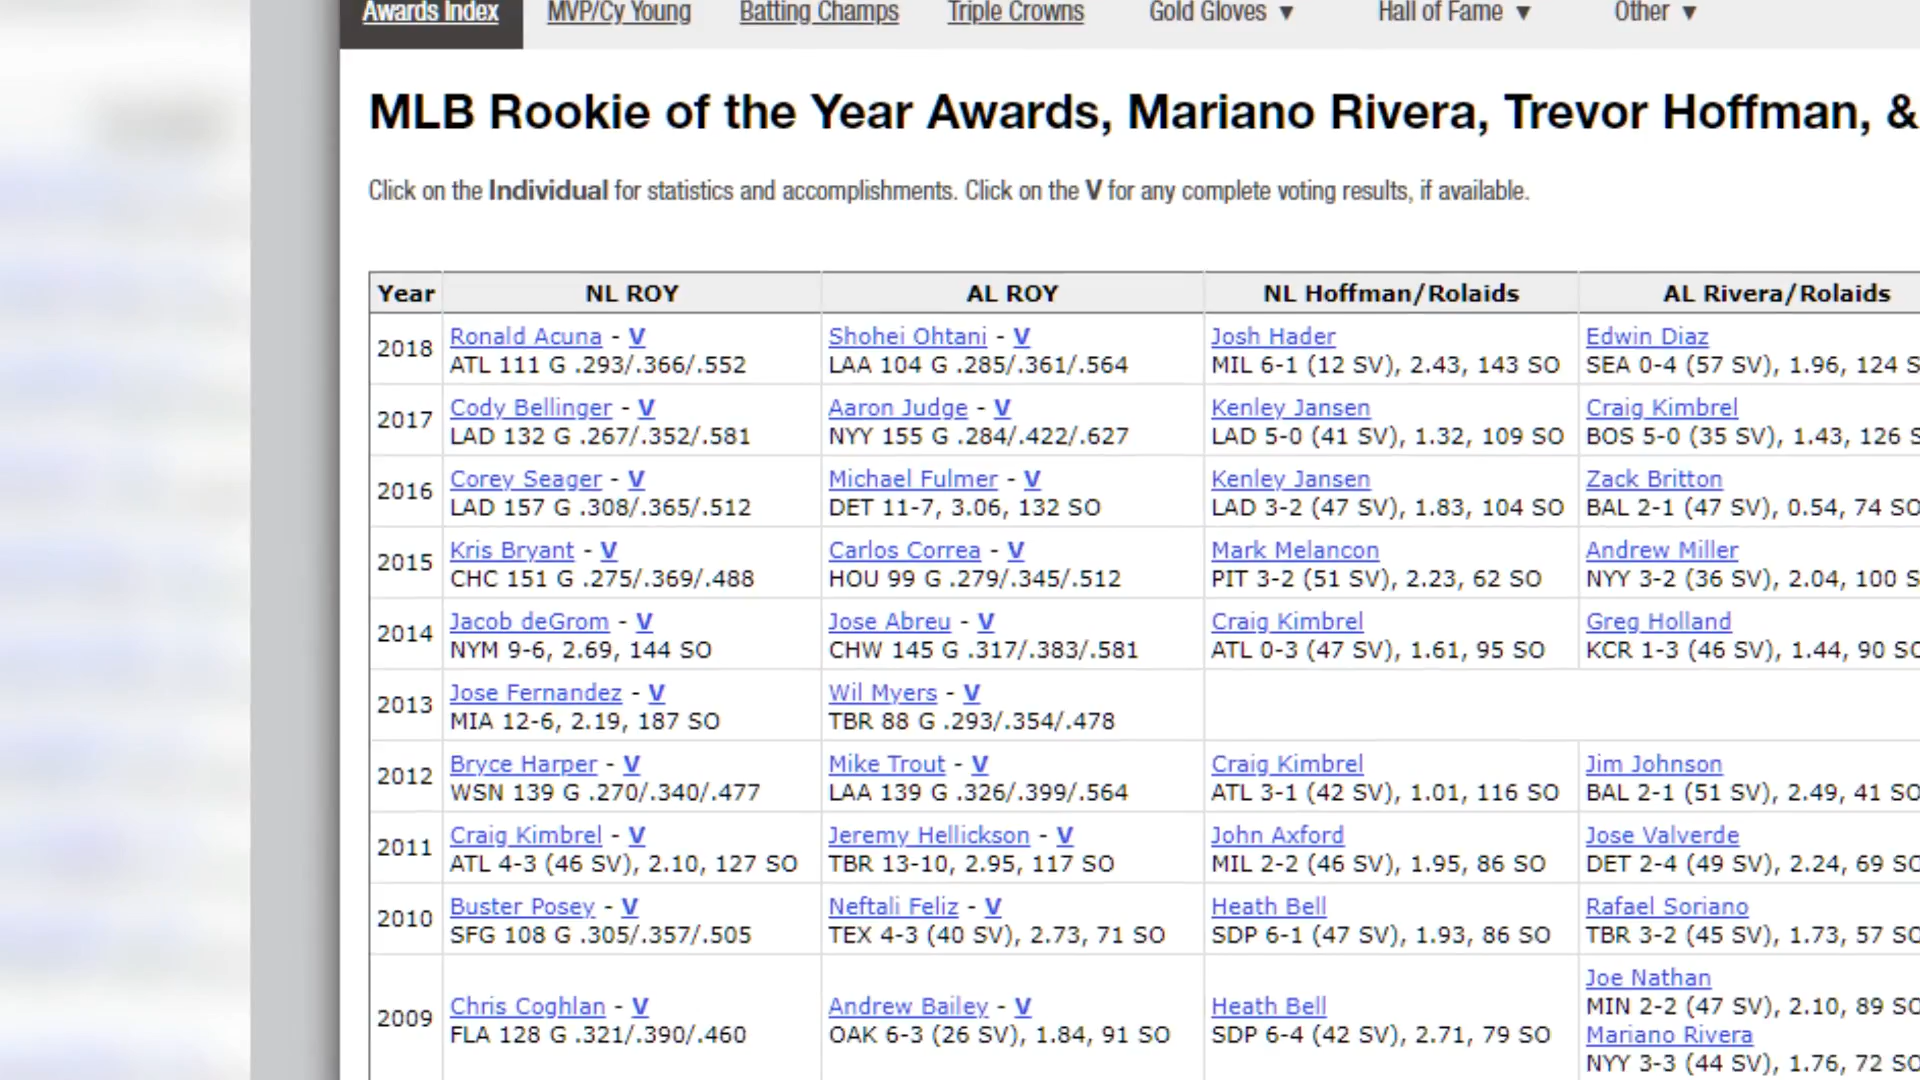 Awards Index MVP/Cy Young Batting Champs Triple Crowns Gold Gloves ▼ Hall of Fame ▼ Other ▼
MLB Rookie of the Year Awards, Mariano Rivera, Trevor Hoffman, &
Click on the Individual for statistics and accomplishments. Click on the V for any complete voting results, if available.
Year NL ROY AL ROY NL Hoffman/Rolaids AL Rivera/Rolaids
2018
Ronald Acuna - V Shohei Ohtani - V Josh Hader Edwin Diaz
ATL 111 G .293/.366/.552 LAA 104 G .285/.361/.564 MIL 6-1 (12 SV), 2.43, 143 SO SEA 0-4 (57 SV), 1.96, 124 S
2017
Cody Bellinger - V Aaron Judge - V Kenley Jansen Craig Kimbrel
LAD 132 G .267/.352/.581 NYY 155 G .284/.422/.627 LAD 5-0 (41 SV), 1.32, 109 SO BOS 5-0 (35 SV), 1.43, 126 S
2016
Corey Seager - V Michael Fulmer - V Kenley Jansen Zack Britton
LAD 157 G .308/.365/.512 DET 11-7, 3.06, 132 SO LAD 3-2 (47 SV), 1.83, 104 SO BAL 2-1 (47 SV), 0.54, 74 SO
2015
Kris Bryant - V Carlos Correa - V Mark Melancon Andrew Miller
CHC 151 G .275/.369/.488 HOU 99 G .279/.345/.512 PIT 3-2 (51 SV), 2.23, 62 SO NYY 3-2 (36 SV), 2.04, 100 S
2014
Jacob deGrom - V Jose Abreu - V Craig Kimbrel Greg Holland
NYM 9-6, 2.69, 144 SO CHW 145 G .317/.383/.581 ATL 0-3 (47 SV), 1.61, 95 SO KCR 1-3 (46 SV), 1.44, 90 SO
2013
Jose Fernandez - V Wil Myers - V
MIA 12-6, 2.19, 187 SO TBR 88 G .293/.354/.478
2012
Bryce Harper - V Mike Trout - V Craig Kimbrel Jim Johnson
WSN 139 G .270/.340/.477 LAA 139 G .326/.399/.564 ATL 3-1 (42 SV), 1.01, 116 SO BAL 2-1 (51 SV), 2.49, 41 SO
2011
Craig Kimbrel - V Jeremy Hellickson - V John Axford Jose Valverde
ATL 4-3 (46 SV), 2.10, 127 SO TBR 13-10, 2.95, 117 SO MIL 2-2 (46 SV), 1.95, 86 SO DET 2-4 (49 SV), 2.24, 69 SO
2010
Buster Posey - V Neftali Feliz - V Heath Bell Rafael Soriano
SFG 108 G .305/.357/.505 TEX 4-3 (40 SV), 2.73, 71 SO SDP 6-1 (47 SV), 1.93, 86 SO TBR 3-2 (45 SV), 1.73, 57 SO
2009
Chris Coghlan - V Andrew Bailey - V Heath Bell Joe Nathan
FLA 128 G .321/.390/.460 OAK 6-3 (26 SV), 1.84, 91 SO SDP 6-4 (42 SV), 2.71, 79 SO MIN 2-2 (47 SV), 2.10, 89 SO
Mariano Rivera
NYY 3-3 (44 SV), 1.76, 72 SO